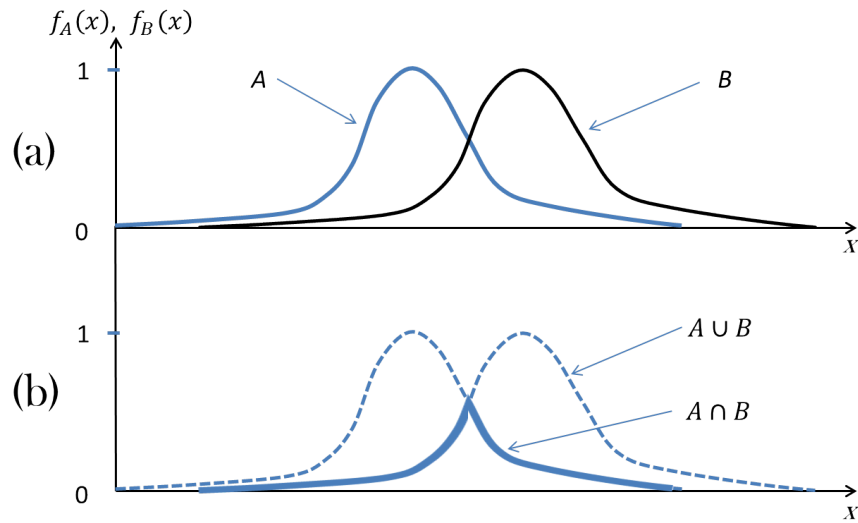 f_A(x), f_B(x)
1
A
B
(a)
0
x
1
A ∪ B
(b)
A ∩ B
0
x